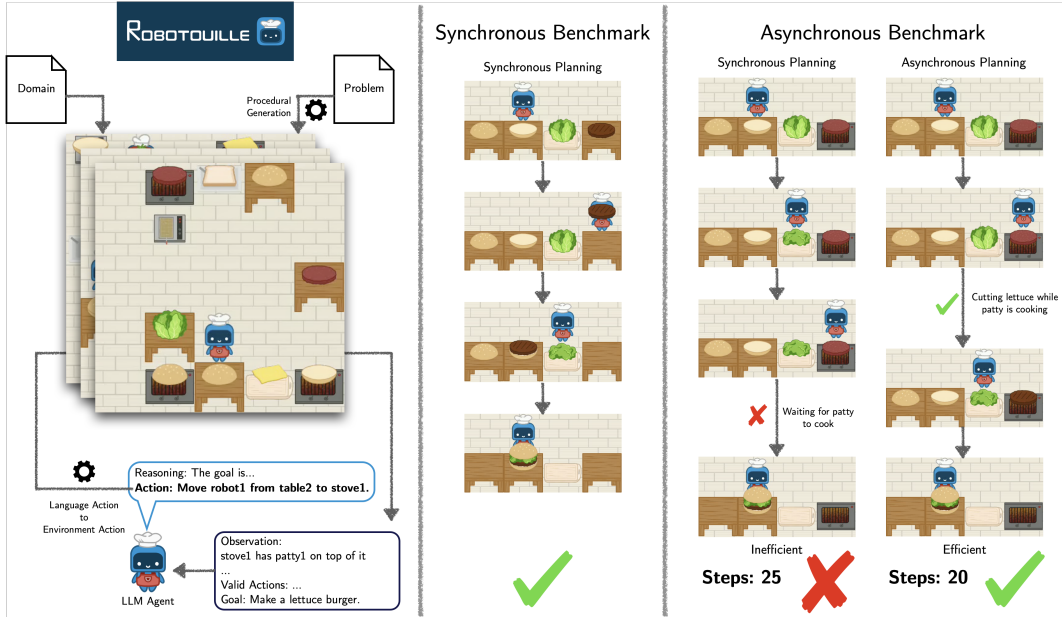 ROBOTOUILLE
Domain
Problem
Procedural
Generation
Reasoning: The goal is...
Action: Move robot1 from table2 to stove1.
Language Action
to
Environment Action
LLM Agent
Observation:
stove1 has patty1 on top of it
...
Valid Actions: ...
Goal: Make a lettuce burger.
Synchronous Benchmark
Synchronous Planning
Asynchronous Benchmark
Synchronous Planning
Waiting for patty
to cook
Inefficient
Steps: 25
Asynchronous Planning
Cutting lettuce while
patty is cooking
Efficient
Steps: 20